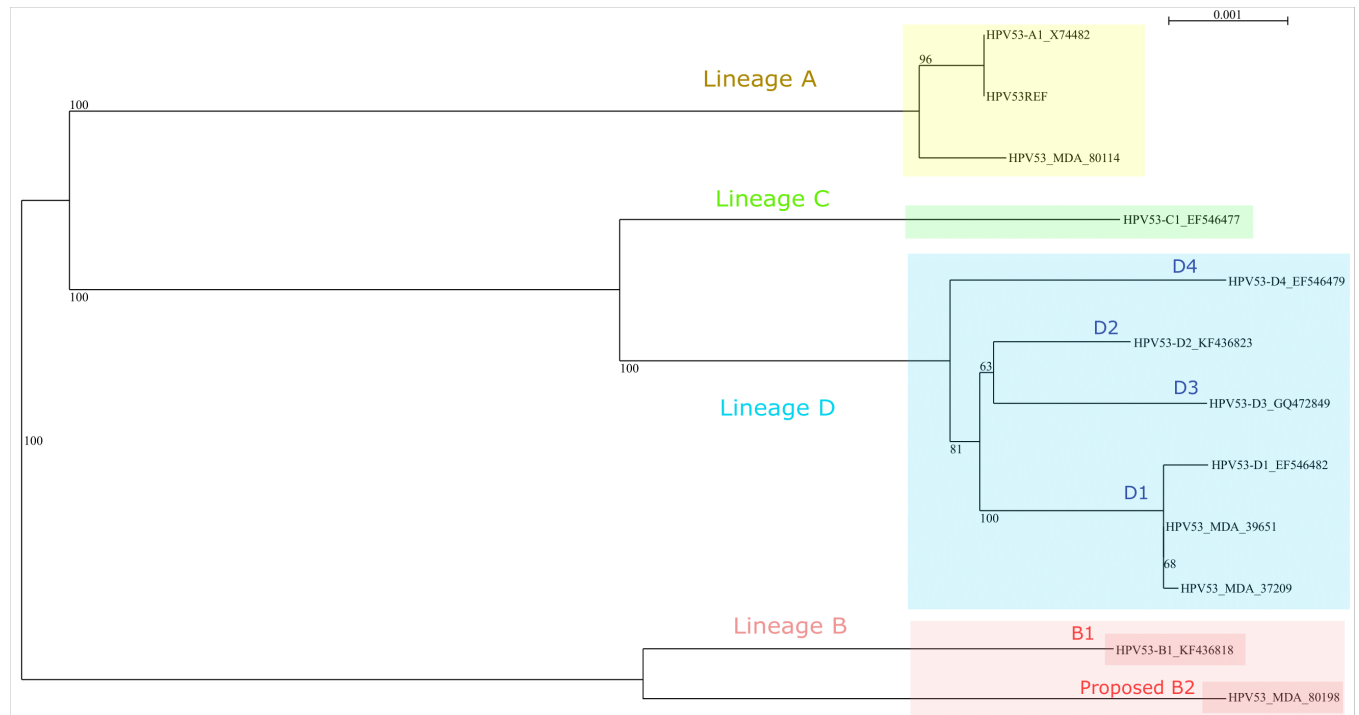 0.001
HPV53-A1_X74482
96
Lineage A
HPV53REF
100
HPV53_MDA_80114
Lineage C
HPV53-C1_EF546477
D4
HPV53-D4_EF546479
100
D2
HPV53-D2_KF436823
63
100
D3
HPV53-D3_GQ472849
Lineage D
100
81
HPV53-D1_EF546482
D1
100
HPV53_MDA_39651
68
HPV53_MDA_37209
Lineage B
B1
HPV53-B1_KF436818
Proposed B2
HPV53_MDA_80198